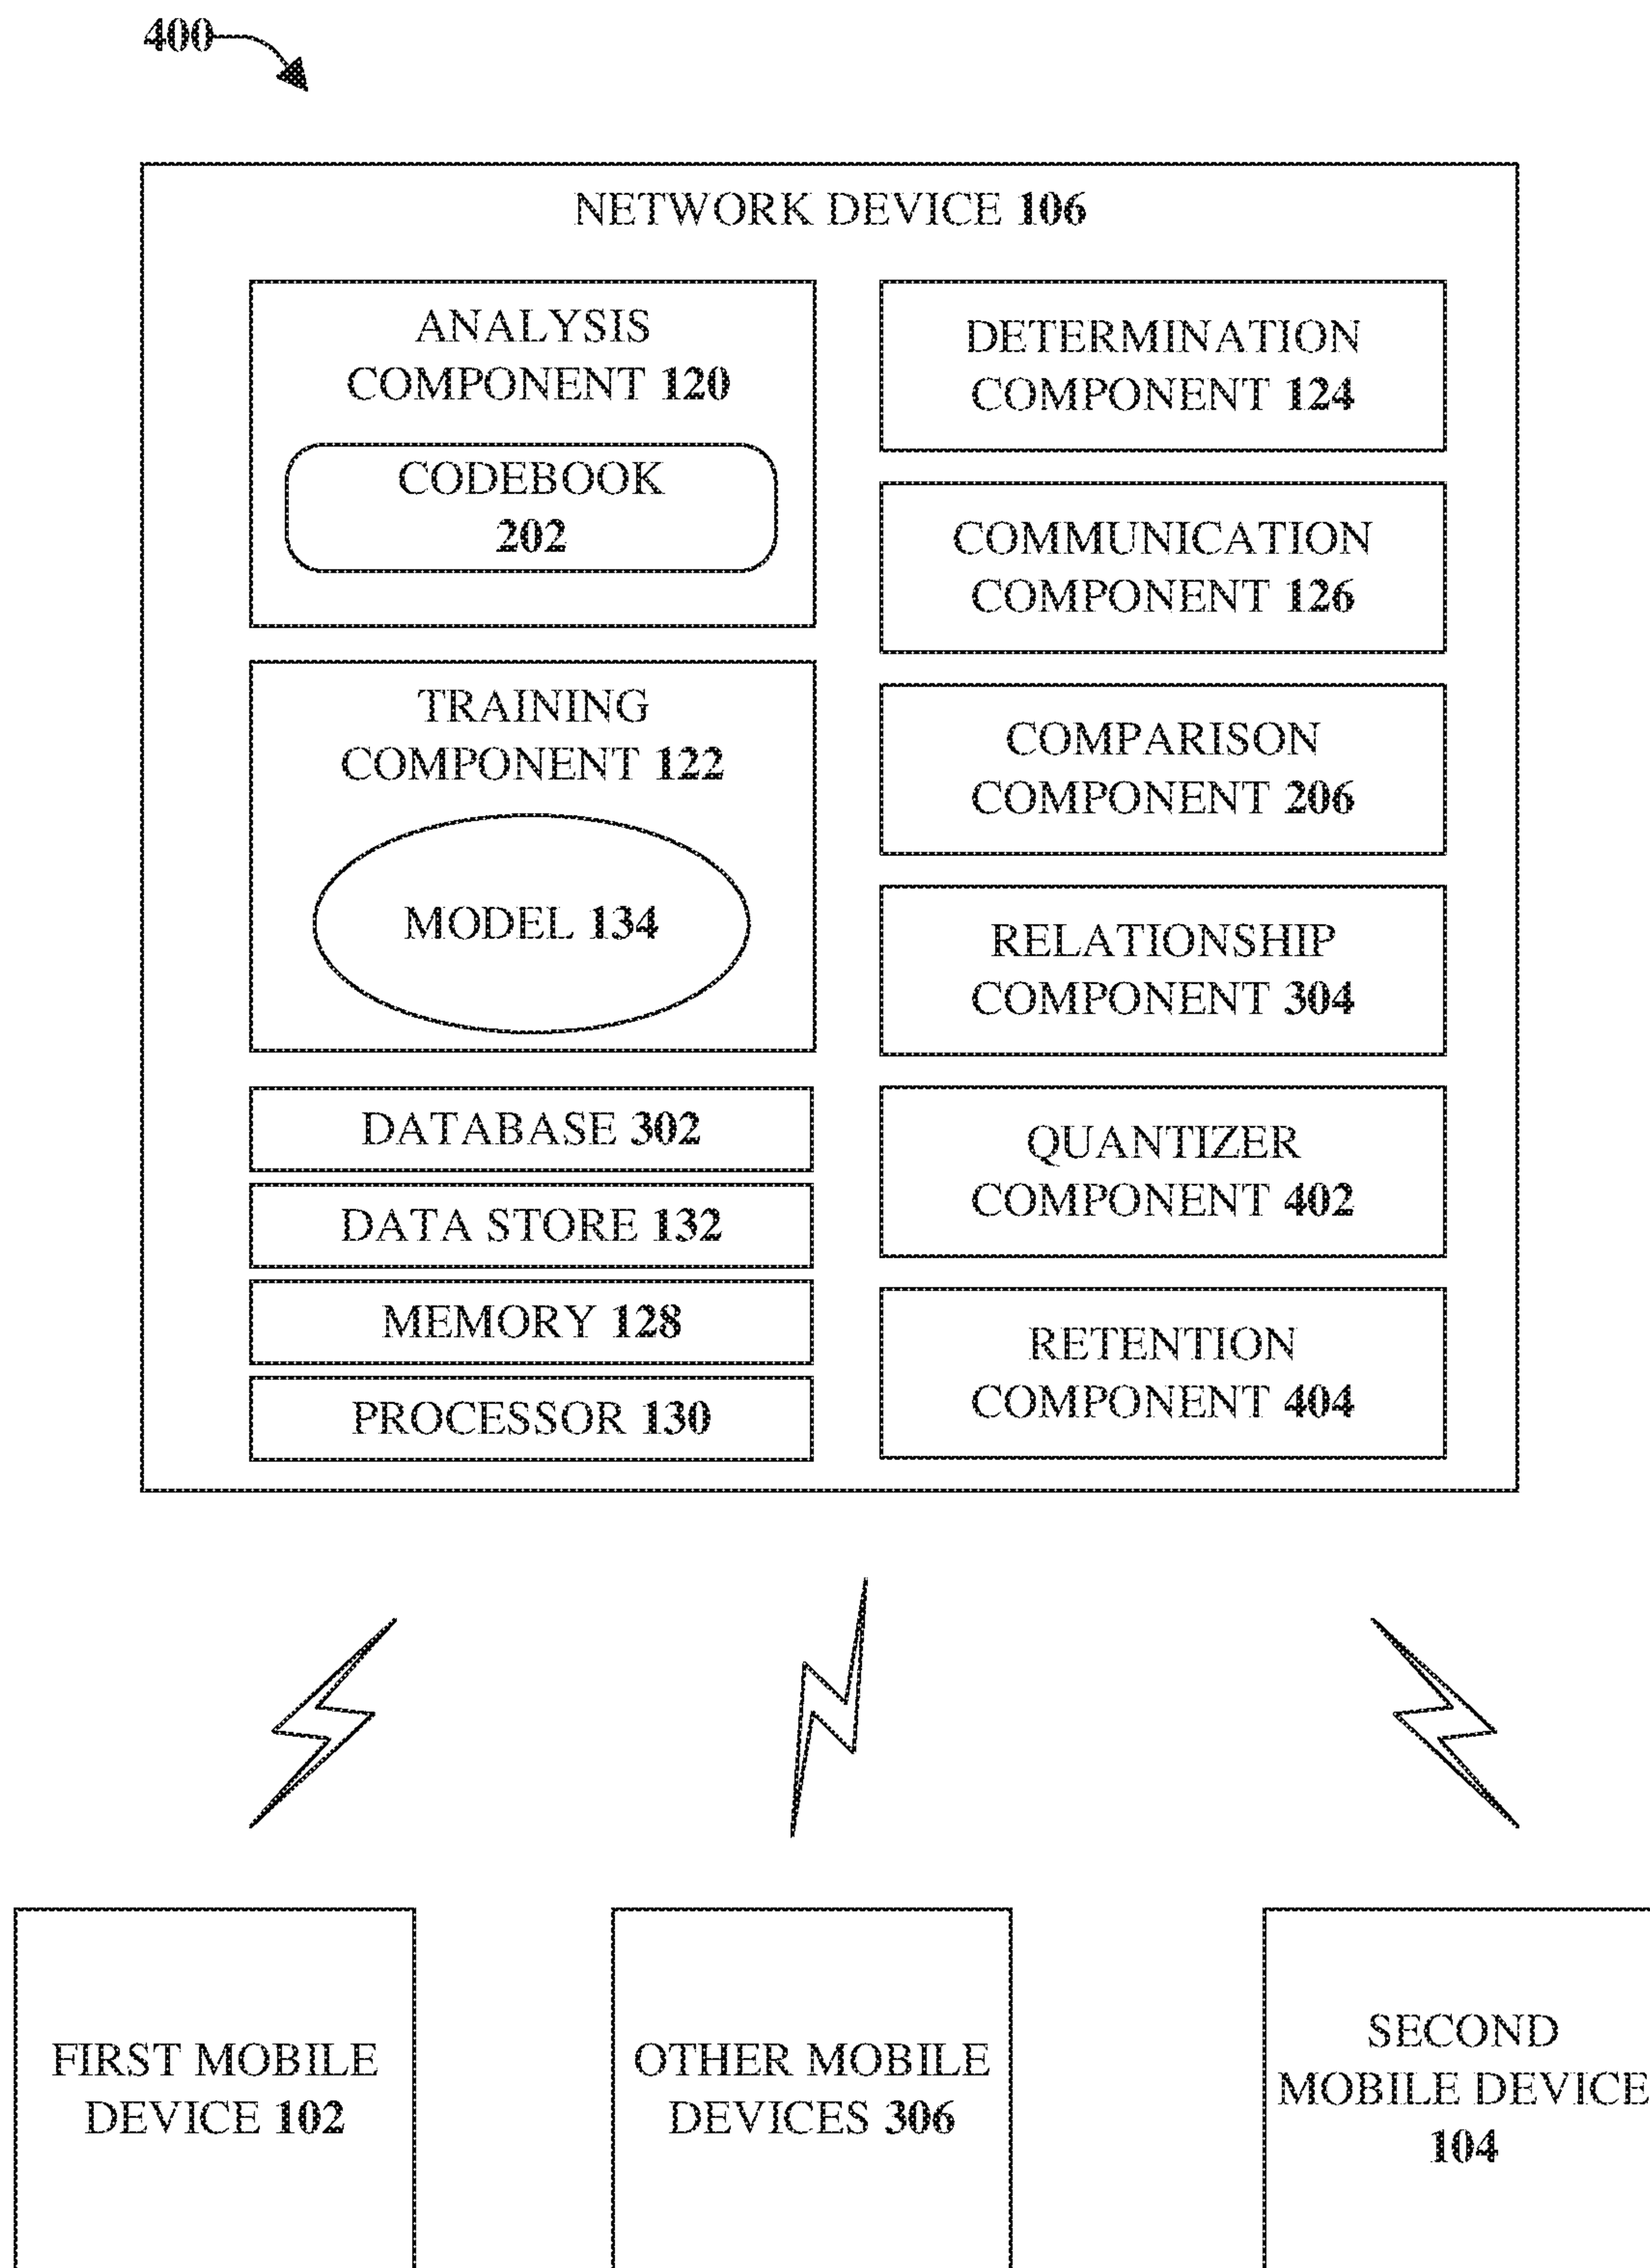 400
NETWORK DEVICE 106
ANALYSIS
COMPONENT 120
CODEBOOK
202
TRAINING
COMPONENT 122
MODEL 134
DATABASE 302
DATA STORE 132
MEMORY 128
PROCESSOR 130
DETERMINATION
COMPONENT 124
COMMUNICATION
COMPONENT 126
COMPARISON
COMPONENT 206
RELATIONSHIP
COMPONENT 304
QUANTIZER
COMPONENT 402
RETENTION
COMPONENT 404
FIRST MOBILE
DEVICE 102
OTHER MOBILE
DEVICES 306
SECOND
MOBILE DEVICE
104